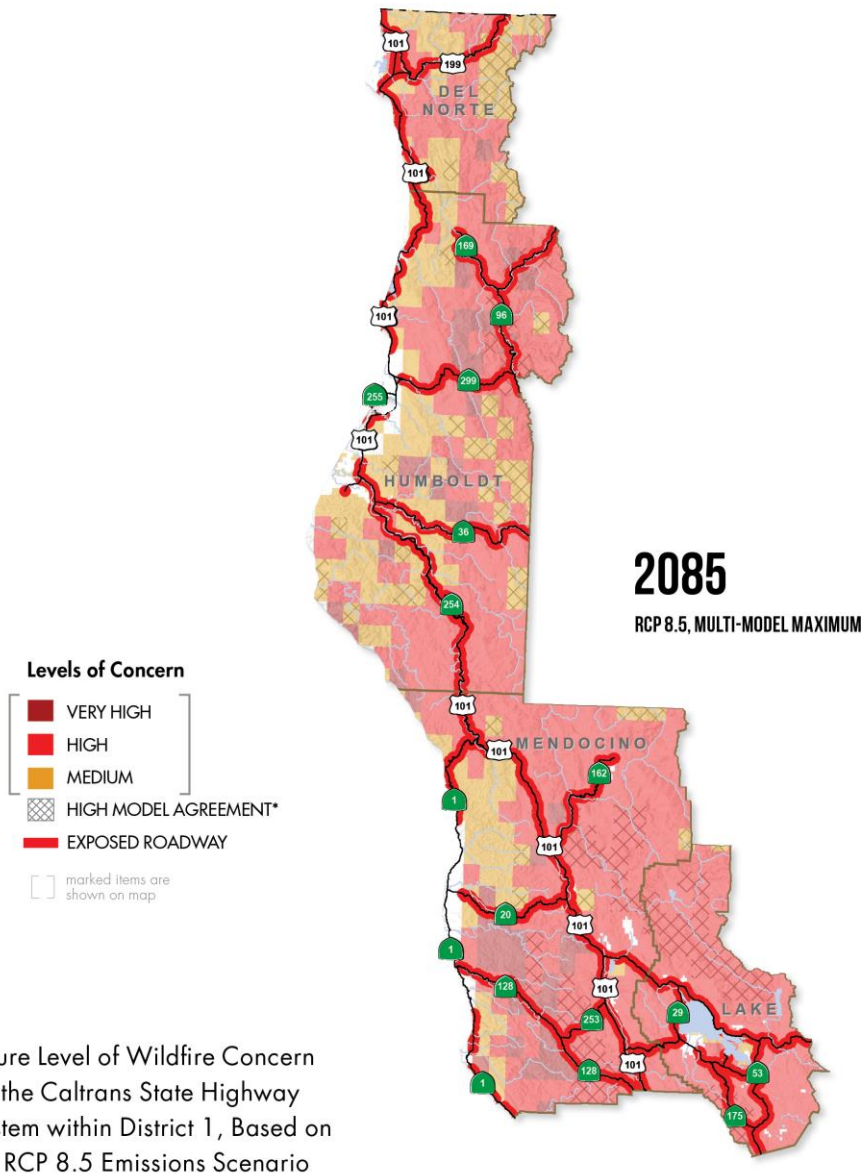 101
199
DEL
NORTE
101
169
101
96
299
255
101
HUMBOLDT
36
2085
RCP 8.5, MULTI-MODEL MAXIMUM
254
Levels of Concern
VERY HIGH
HIGH
MEDIUM
HIGH MODEL AGREEMENT*
EXPOSED ROADWAY
marked items are
shown on map
101
101
MENDOCINO
162
1
101
20
101
1
128
101
29
LAKE
253
101
128
53
1
175
ure Level of Wildfire Concern
the Caltrans State Highway
tem within District 1, Based on
RCP 8.5 Emissions Scenario